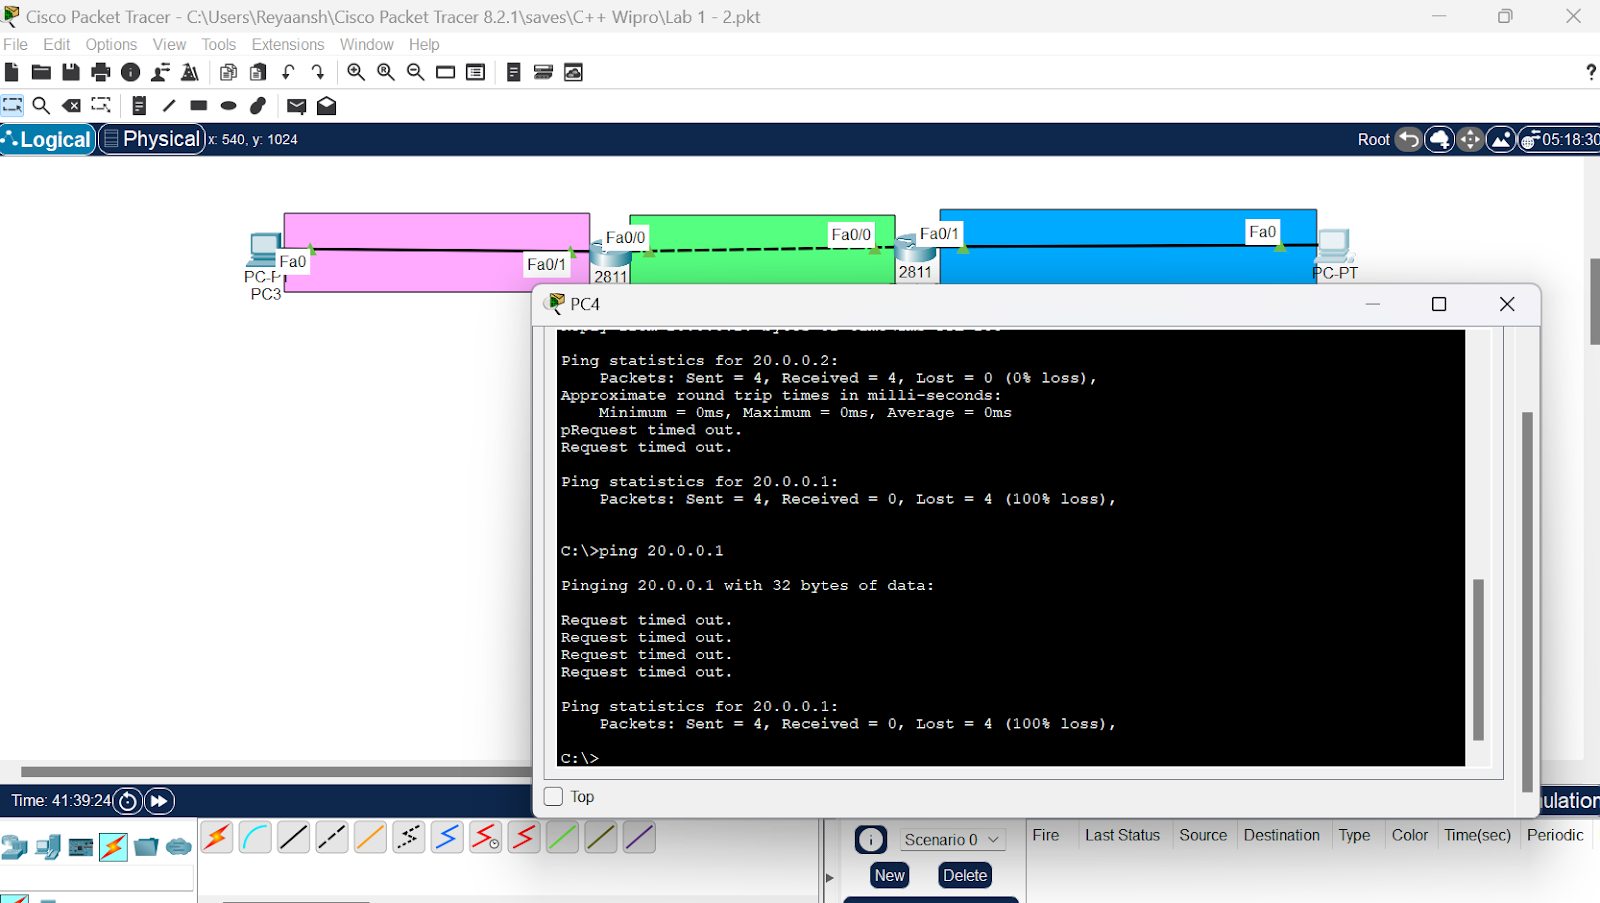 Cisco Packet Tracer - C:\Users\Reyaansh\Cisco Packet Tracer 8.2.1\saves\C++ Wipro\Lab 1 - 2.pkt
File Edit Options View Tools Extensions Window Help
?
Logical Physical x: 540, y: 1024 Root 05:18:30
Fa0/0 Fa0/0 Fa0/1 Fa0
Fa0 Fa0/1
PC-P 2811 2811 PC-PT
PC3
PC4
Ping statistics for 20.0.0.2:
Packets: Sent = 4, Received = 4, Lost = 0 (0% loss),
Approximate round trip times in milli-seconds:
Minimum = 0ms, Maximum = 0ms, Average = 0ms
pRequest timed out.
Request timed out.
Ping statistics for 20.0.0.1:
Packets: Sent = 4, Received = 0, Lost = 4 (100% loss),
C:\>ping 20.0.0.1
Pinging 20.0.0.1 with 32 bytes of data:
Request timed out.
Request timed out.
Request timed out.
Request timed out.
Ping statistics for 20.0.0.1:
Packets: Sent = 4, Received = 0, Lost = 4 (100% loss),
C:\>
Top
Time: 41:39:24 ulation
Scenario 0 Fire Last Status Source Destination Type Color Time(sec) Periodic
New Delete